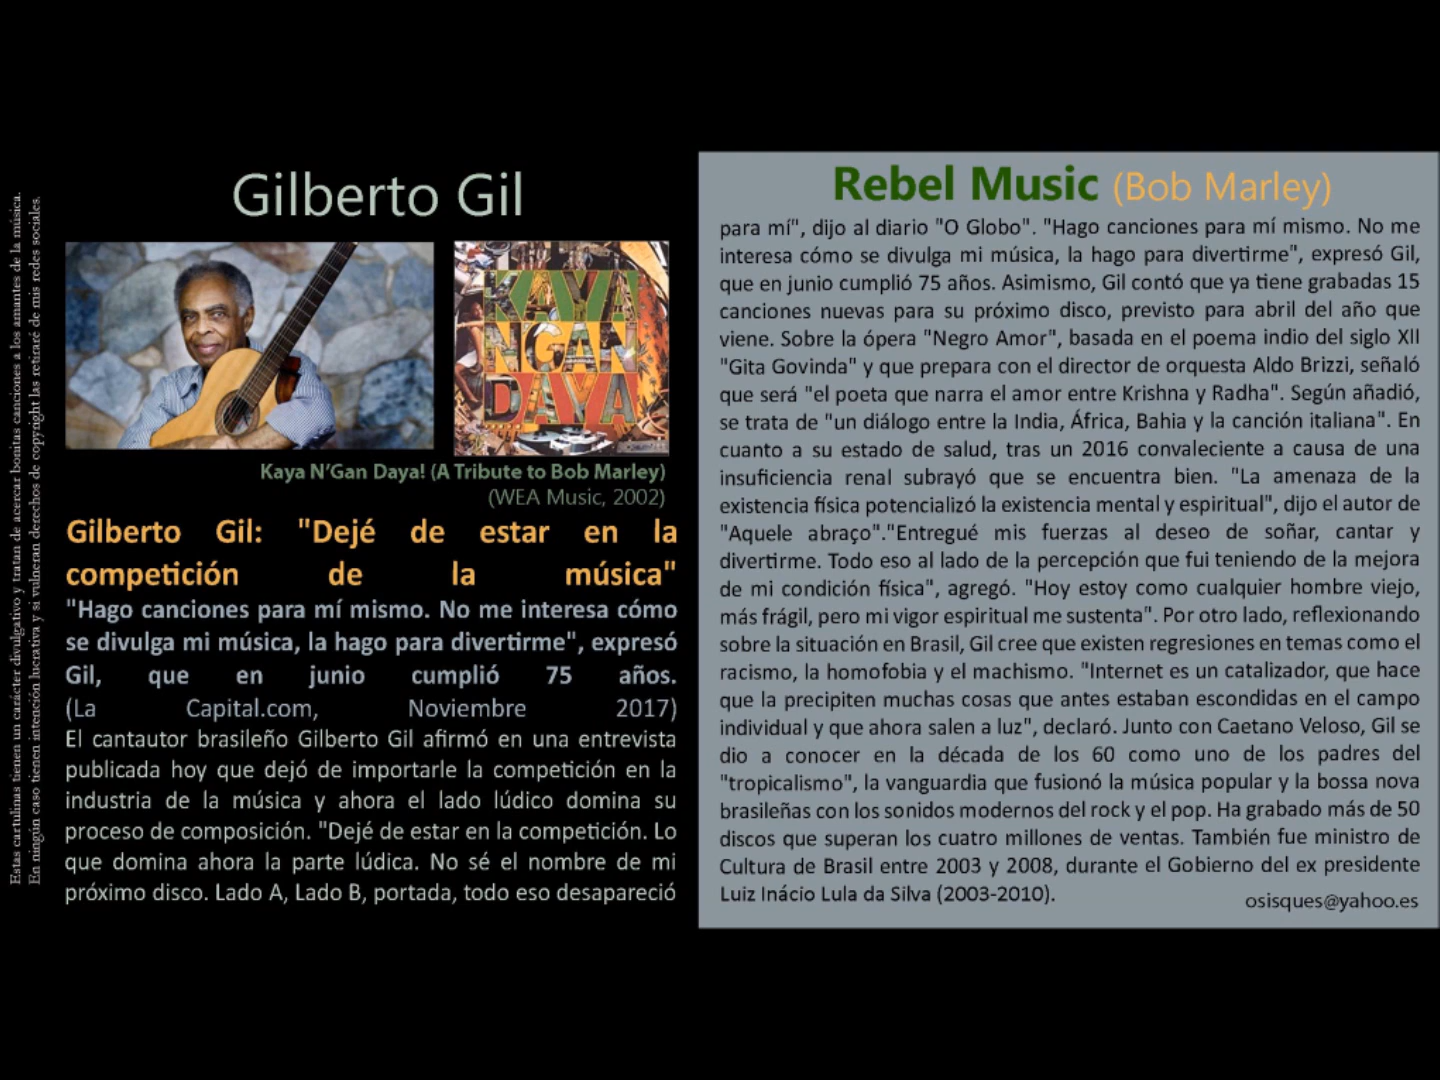 Estas cartulinas tienen un carácter divulgativo y tratan de acercar bonitas canciones a los amantes de la música.
En ningún caso tienen intención lucrativa y si vulneran derechos de copyright las retiraré de mis redes sociales.
Gilberto Gil
KAYA
NGAN
DAYA
Kaya N'Gan Daya! (A Tribute to Bob Marley)
(WEA Music, 2002)
Gilberto Gil: "Dejé de estar en la
competición de la música"
"Hago canciones para mí mismo. No me interesa cómo
se divulga mi música, la hago para divertirme", expresó
Gil, que en junio cumplió 75 años.
(La Capital.com, Noviembre 2017)
El cantautor brasileño Gilberto Gil afirmó en una entrevista
publicada hoy que dejó de importarle la competición en la
industria de la música y ahora el lado lúdico domina su
proceso de composición. "Dejé de estar en la competición. Lo
que domina ahora la parte lúdica. No sé el nombre de mi
próximo disco. Lado A, Lado B, portada, todo eso desapareció
Rebel Music (Bob Marley)
para mí", dijo al diario "O Globo". "Hago canciones para mí mismo. No me
interesa cómo se divulga mi música, la hago para divertirme", expresó Gil,
que en junio cumplió 75 años. Asimismo, Gil contó que ya tiene grabadas 15
canciones nuevas para su próximo disco, previsto para abril del año que
viene. Sobre la ópera "Negro Amor", basada en el poema indio del siglo XII
"Gita Govinda" y que prepara con el director de orquesta Aldo Brizzi, señaló
que será "el poeta que narra el amor entre Krishna y Radha". Según añadió,
se trata de "un diálogo entre la India, África, Bahia y la canción italiana". En
cuanto a su estado de salud, tras un 2016 convaleciente a causa de una
insuficiencia renal subrayó que se encuentra bien. "La amenaza de la
existencia física potencializó la existencia mental y espiritual", dijo el autor de
"Aquele abraço"."Entregué mis fuerzas al deseo de soñar, cantar y
divertirme. Todo eso al lado de la percepción que fui teniendo de la mejora
de mi condición física", agregó. "Hoy estoy como cualquier hombre viejo,
más frágil, pero mi vigor espiritual me sustenta". Por otro lado, reflexionando
sobre la situación en Brasil, Gil cree que existen regresiones en temas como el
racismo, la homofobia y el machismo. "Internet es un catalizador, que hace
que la precipiten muchas cosas que antes estaban escondidas en el campo
individual y que ahora salen a luz", declaró. Junto con Caetano Veloso, Gil se
dio a conocer en la década de los 60 como uno de los padres del
"tropicalismo", la vanguardia que fusionó la música popular y la bossa nova
brasileñas con los sonidos modernos del rock y el pop. Ha grabado más de 50
discos que superan los cuatro millones de ventas. También fue ministro de
Cultura de Brasil entre 2003 y 2008, durante el Gobierno del ex presidente
Luiz Inácio Lula da Silva (2003-2010).
osisques@yahoo.es